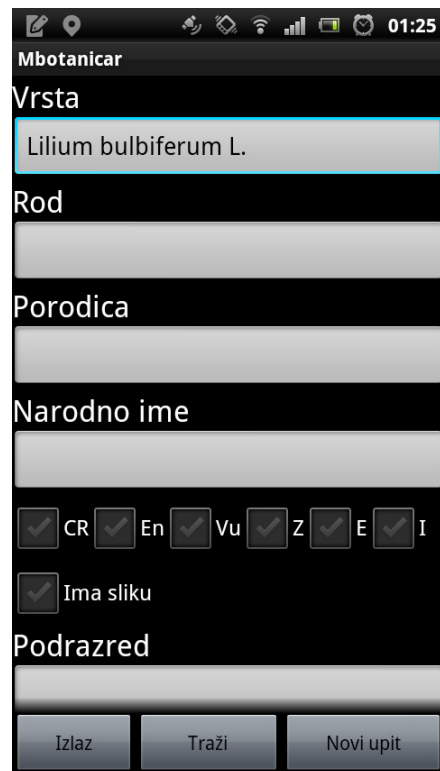 01:25
Mbotanicar
Vrsta
Lilium bulbiferum L.
Rod
Porodica
Narodno ime
CR En Vu Z E I
Ima sliku
Podrazred
Izlaz Traži Novi upit